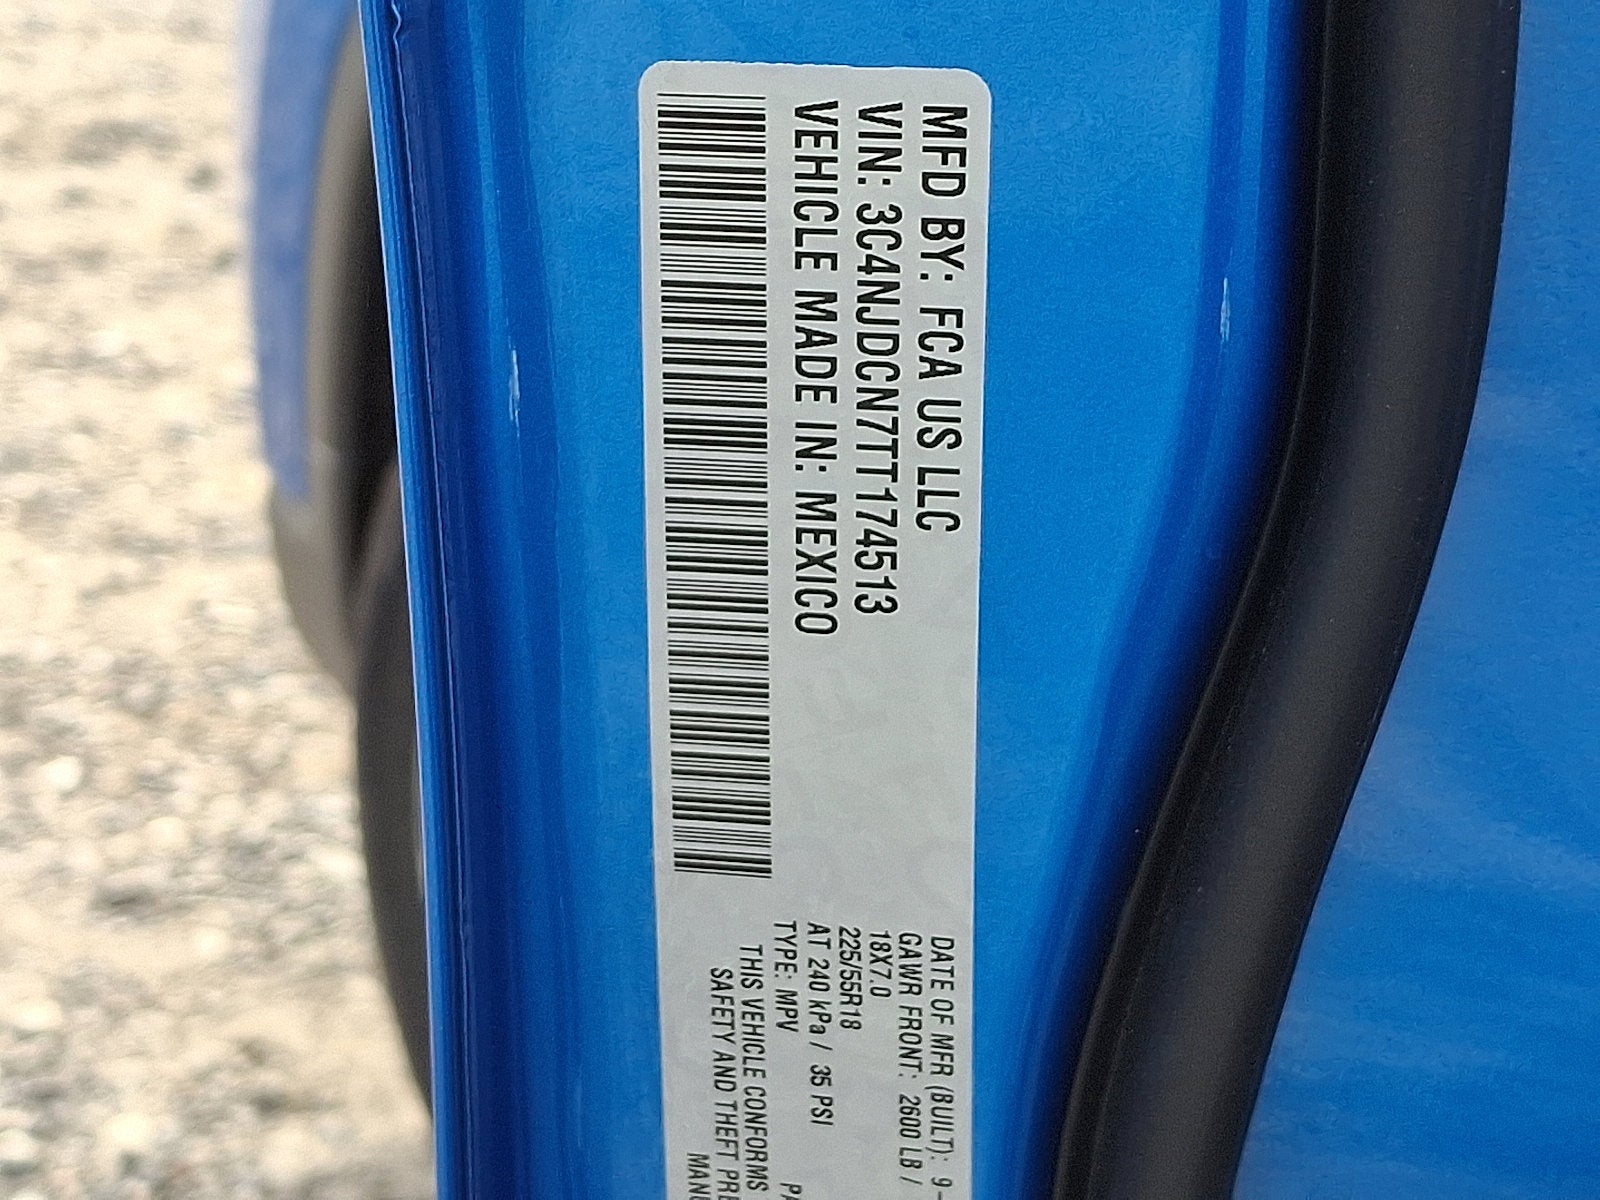 MFD BY: FCA US LLC
VIN: 3C4NJDCN7TT174513
VEHICLE MADE IN: MEXICO
DATE OF MFR (BUILT): 9-
GAWR FRONT: 2600 LB /
18X7.0
225/55R18
AT 240 kPa / 35 PSI
TYPE: MPV
THIS VEHICLE CONFORMS
SAFETY AND THEFT PRE